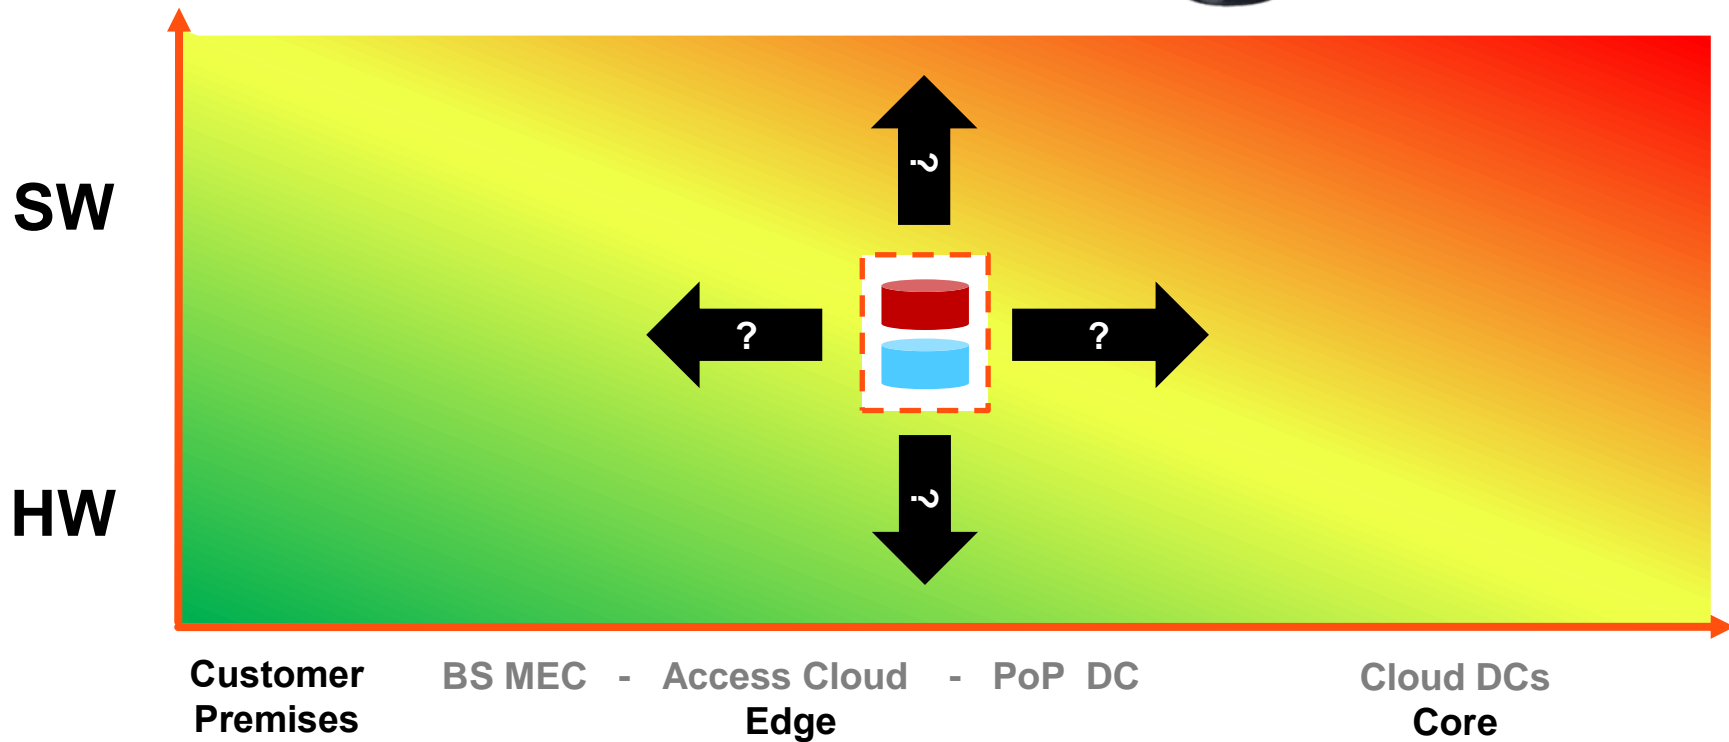 ?
SW
? ?
HW
?
Customer Premises
BS MEC - Access Cloud - PoP DC
Edge
Cloud DCs
Core